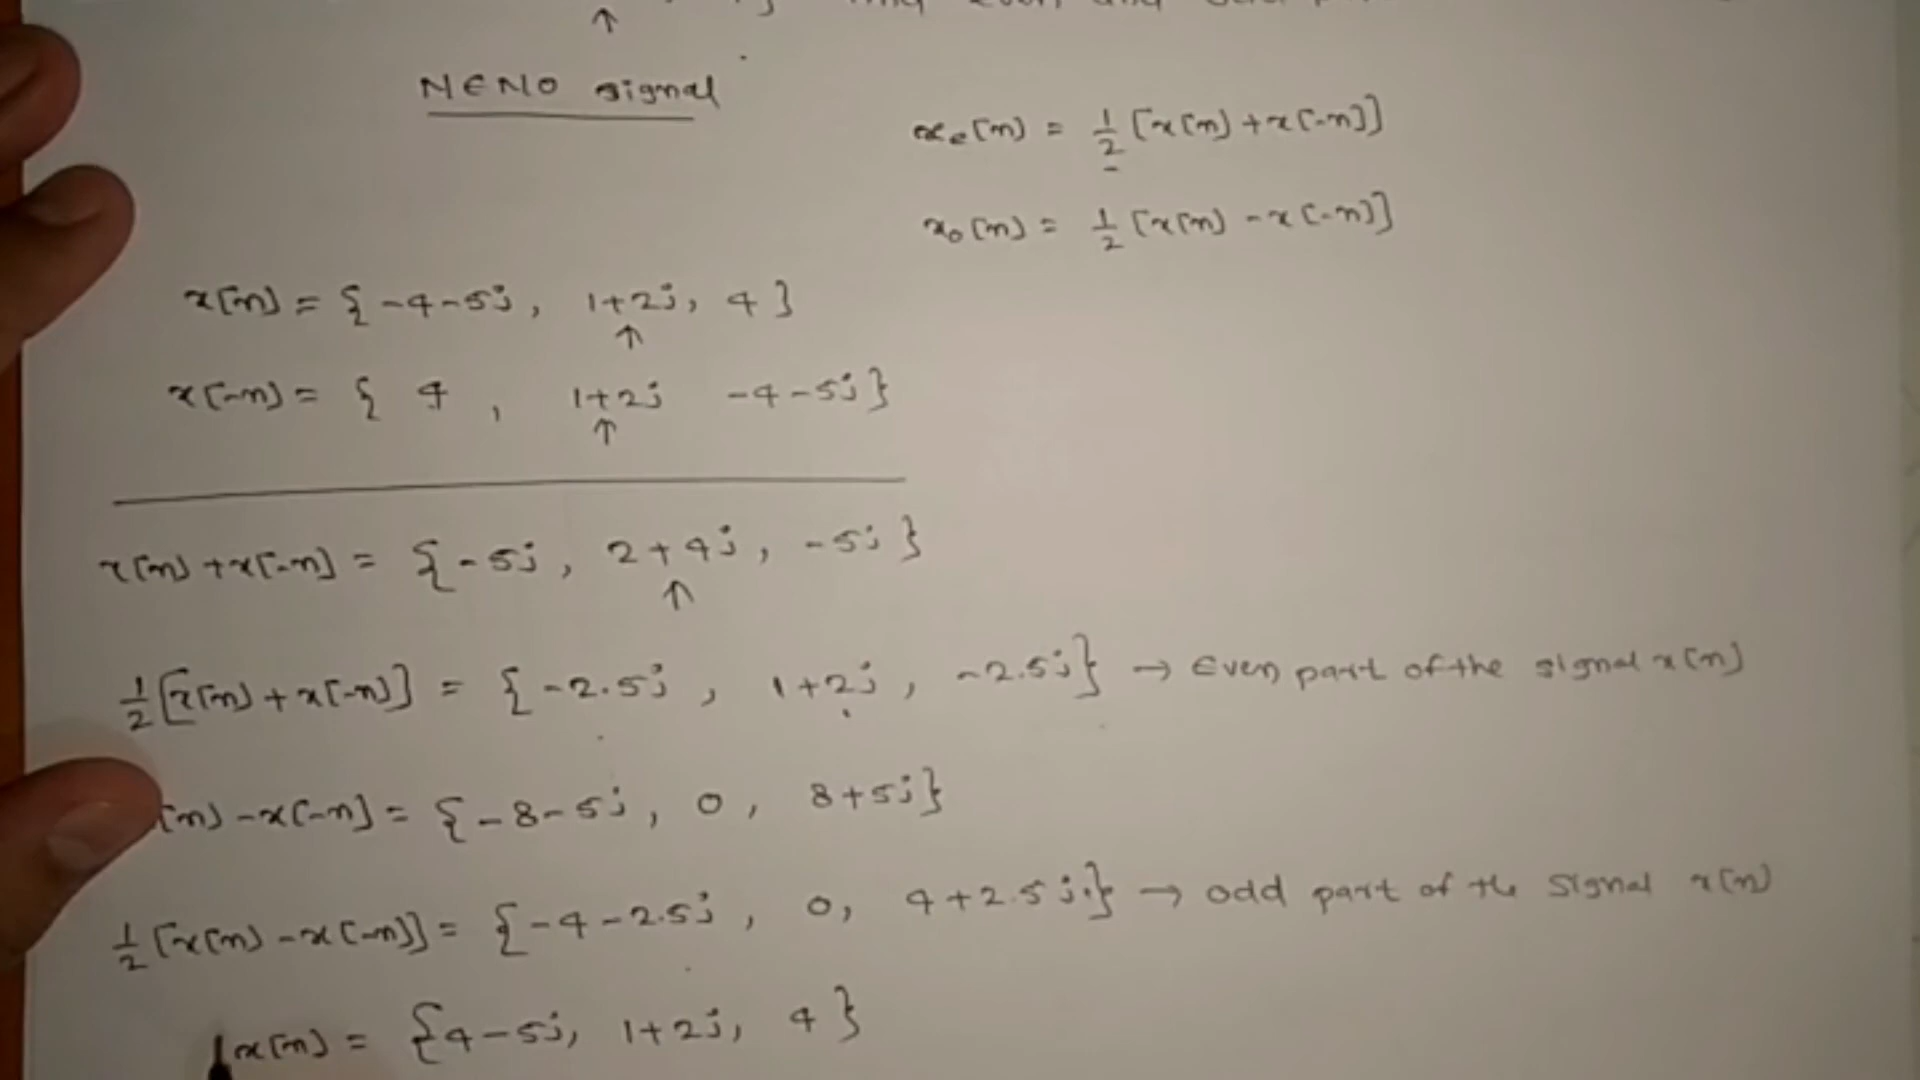 NENO signal
xe[n] = 1/2 [x[n] + x[-n]]
xo[n] = 1/2 [x[n] - x[-n]]
x[n] = { -4-5j, 1+2j, 4 }
↑
x[-n] = { 4 , 1+2j -4-5j }
↑
x[n] + x[-n] = { -5j, 2+4j, -5j }
↑
1/2 [x[n] + x[-n]] = { -2.5j , 1+2j , -2.5j } → Even part of the signal x[n]
[n] - x[-n] = { -8-5j, 0, 8+5j }
1/2 [x[n] - x[-n]] = { -4-2.5j , 0, 4+2.5j } → odd part of the signal x[n]
x[n] = { 4-5j, 1+2j, 4 }